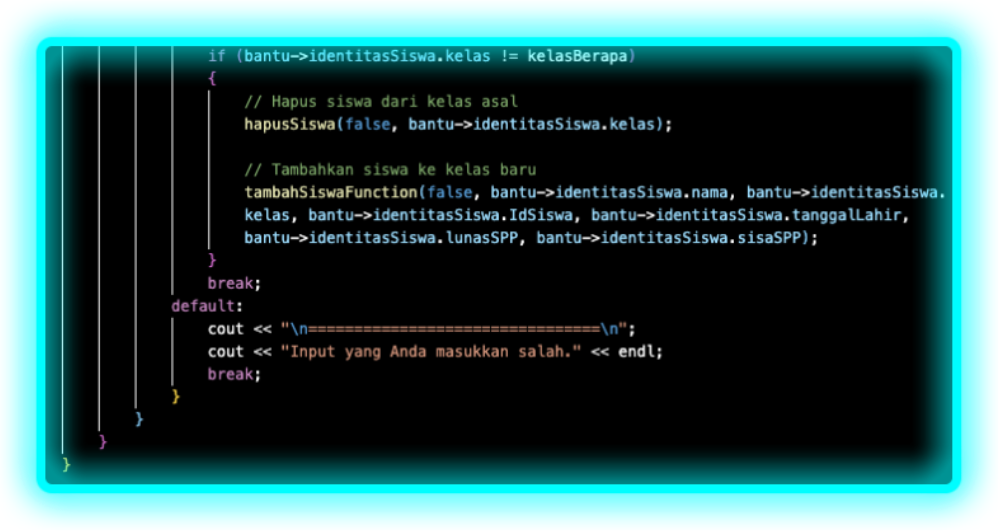 if (bantu->identitasSiswa.kelas != kelasBerapa)
{
// Hapus siswa dari kelas asal
hapusSiswa(false, bantu->identitasSiswa.kelas);
// Tambahkan siswa ke kelas baru
tambahSiswaFunction(false, bantu->identitasSiswa.nama, bantu->identitasSiswa.
kelas, bantu->identitasSiswa.IdSiswa, bantu->identitasSiswa.tanggalLahir,
bantu->identitasSiswa.lunasSPP, bantu->identitasSiswa.sisaSPP);
}
break;
default:
cout << "\n================================\n";
cout << "Input yang Anda masukkan salah." << endl;
break;
}
}
}
}